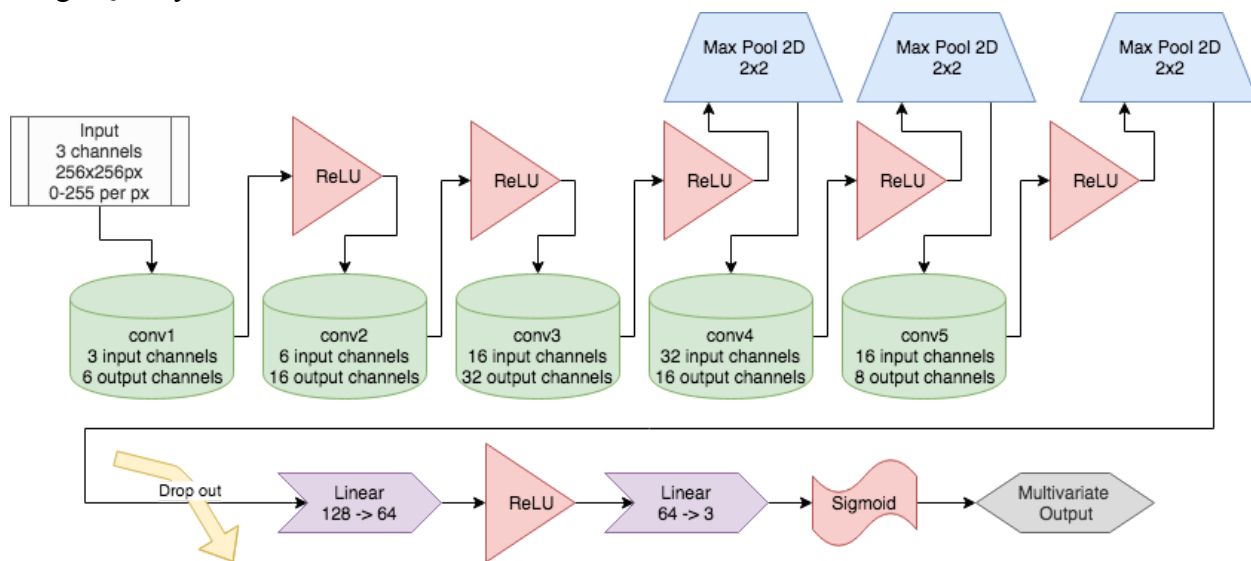 Max Pool 2D
2x2
Max Pool 2D
2x2
Max Pool 2D
2x2
Input
3 channels
256x256px
0-255 per px
ReLU
ReLU
ReLU
ReLU
ReLU
conv1
3 input channels
6 output channels
conv2
6 input channels
16 output channels
conv3
16 input channels
32 output channels
conv4
32 input channels
16 output channels
conv5
16 input channels
8 output channels
Drop out
Linear
128 -> 64
ReLU
Linear
64 -> 3
Sigmoid
Multivariate
Output